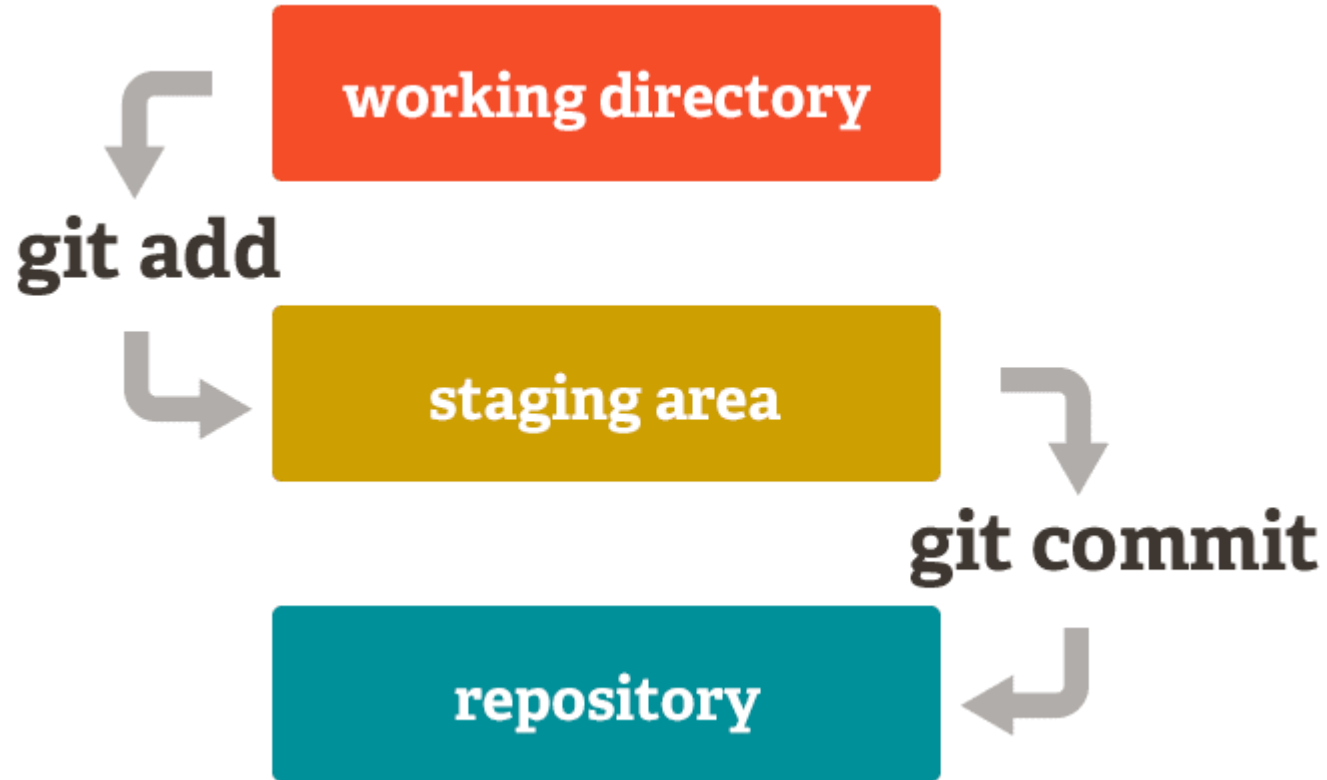 working directory
git add
staging area
git commit
repository